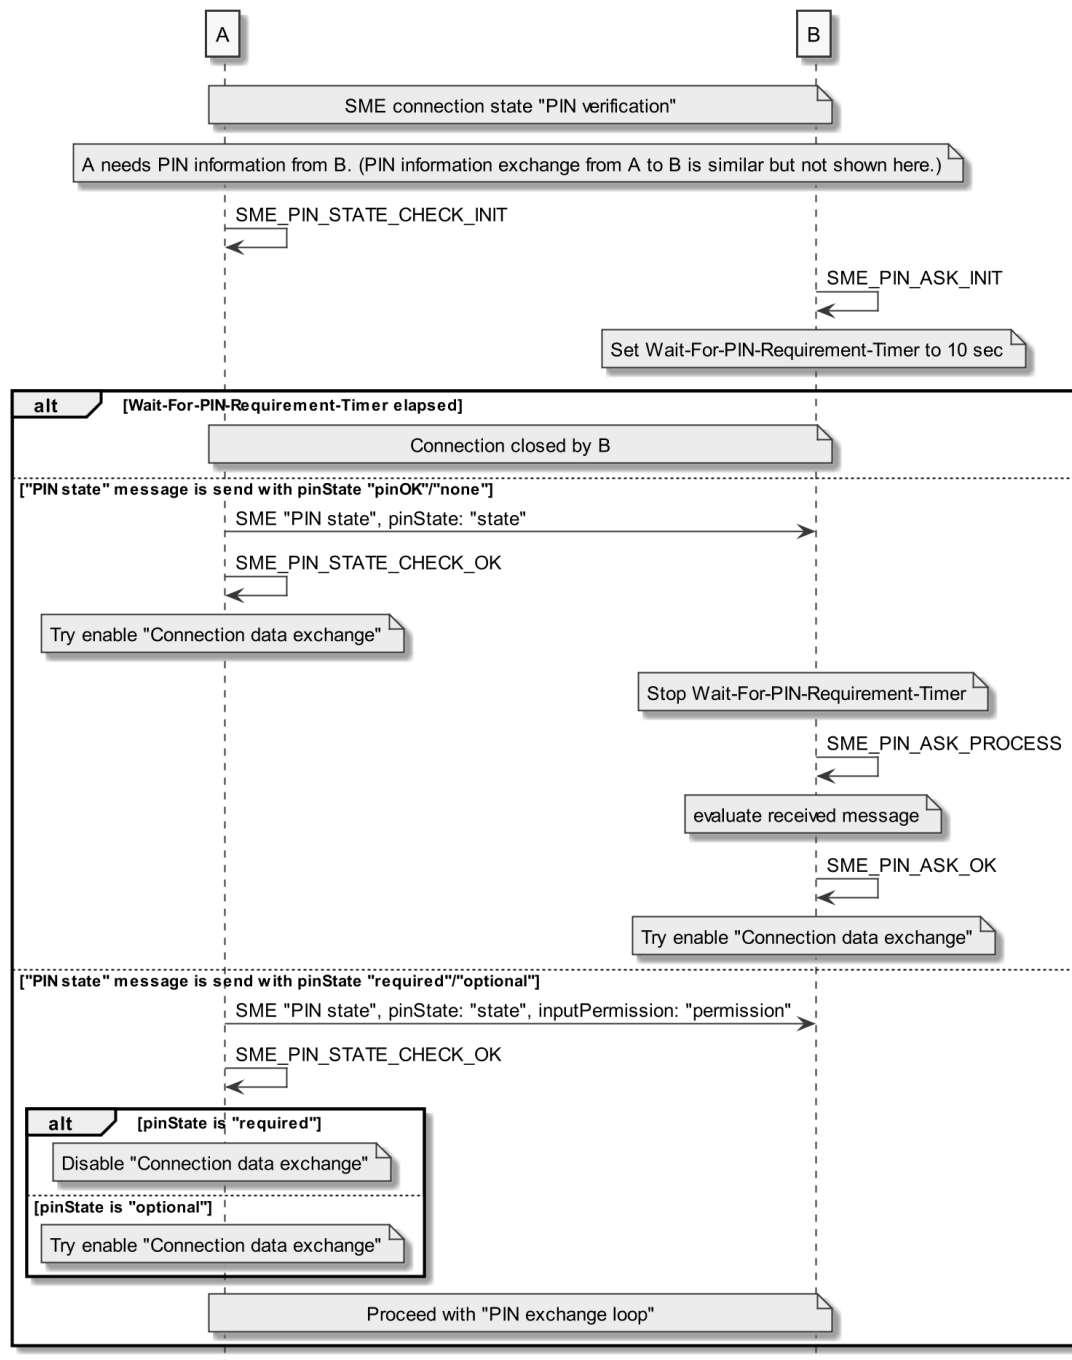 A
B
SME connection state "PIN verification"
A needs PIN information from B. (PIN information exchange from A to B is similar but not shown here.)
SME_PIN_STATE_CHECK_INIT
SME_PIN_ASK_INIT
Set Wait-For-PIN-Requirement-Timer to 10 sec
alt
[Wait-For-PIN-Requirement-Timer elapsed]
Connection closed by B
["PIN state" message is send with pinState "pinOK"/"none"]
SME "PIN state", pinState: "state"
SME_PIN_STATE_CHECK_OK
Try enable "Connection data exchange"
Stop Wait-For-PIN-Requirement-Timer
SME_PIN_ASK_PROCESS
evaluate received message
SME_PIN_ASK_OK
Try enable "Connection data exchange"
["PIN state" message is send with pinState "required"/"optional"]
SME "PIN state", pinState: "state", inputPermission: "permission"
SME_PIN_STATE_CHECK_OK
alt
[pinState is "required"]
Disable "Connection data exchange"
[pinState is "optional"]
Try enable "Connection data exchange"
Proceed with "PIN exchange loop"